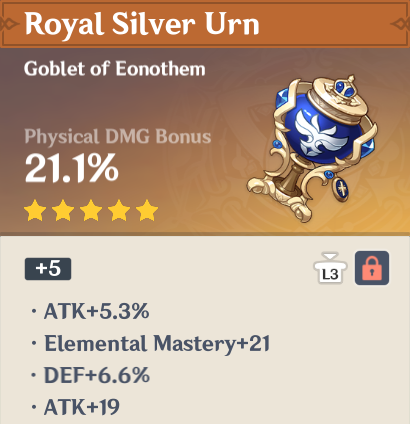 Royal Silver Urn
Goblet of Eonothem
Physical DMG Bonus
21.1%
+5
L3
· ATK+5.3%
· Elemental Mastery+21
· DEF+6.6%
· ATK+19